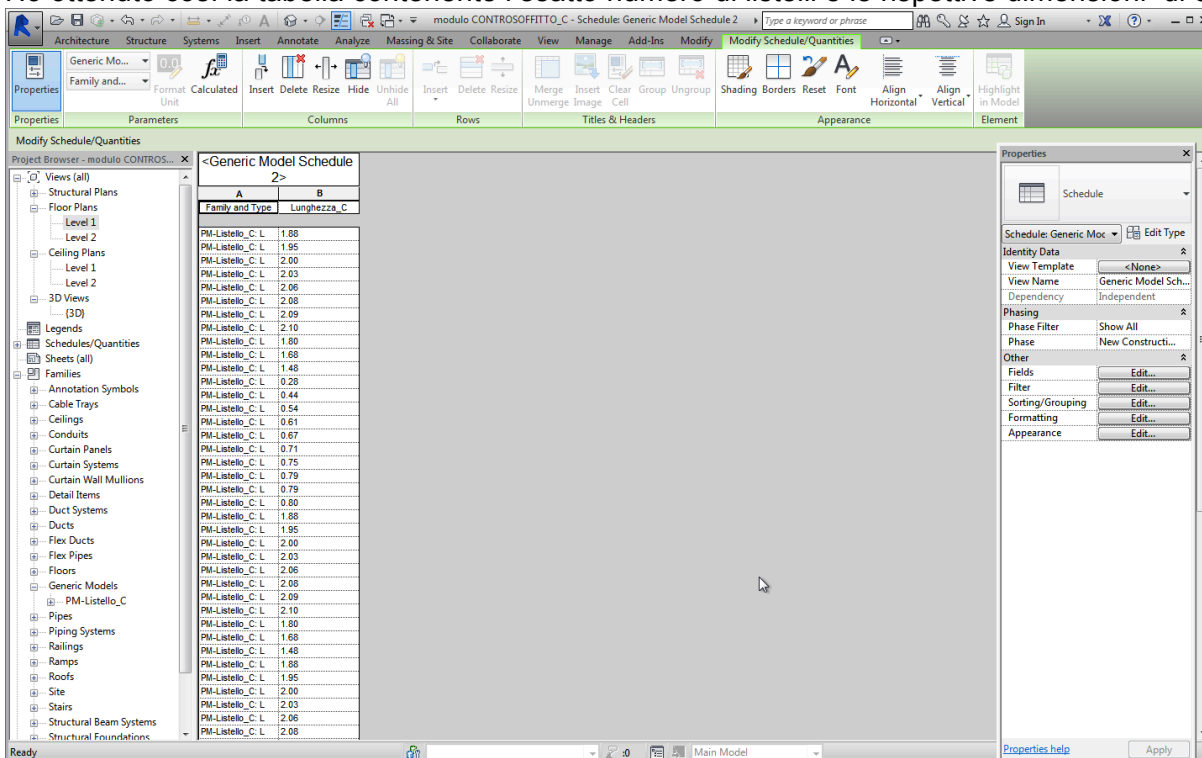 modulo CONTROSOFFITTO_C - Schedule: Generic Model Schedule 2
Type a keyword or phrase
Sign In
Architecture Structure Systems Insert Annotate Analyze Massing & Site Collaborate View Manage Add-Ins Modify Modify Schedule/Quantities
Generic Mo...
Family and...
Properties
Format Unit
Calculated
Insert Delete Resize Hide Unhide All
Insert Delete Resize
Merge Unmerge Insert Image Clear Cell Group Ungroup
Shading Borders Reset Font Align Horizontal Align Vertical
Highlight in Model
Properties Parameters Columns Rows Titles & Headers Appearance Element
Modify Schedule/Quantities
Project Browser - modulo CONTROS...
Views (all)
Structural Plans
Floor Plans
Level 1
Level 2
Ceiling Plans
Level 1
Level 2
3D Views
{3D}
Legends
Schedules/Quantities
Sheets (all)
Families
Annotation Symbols
Cable Trays
Ceilings
Conduits
Curtain Panels
Curtain Systems
Curtain Wall Mullions
Detail Items
Duct Systems
Ducts
Flex Ducts
Flex Pipes
Floors
Generic Models
PM-Listello_C
Pipes
Piping Systems
Railings
Ramps
Roofs
Site
Stairs
Structural Beam Systems
Structural Foundations
<Generic Model Schedule
2>
A B
Family and Type Lunghezza_C
PM-Listello_C: L 1.88
PM-Listello_C: L 1.95
PM-Listello_C: L 2.00
PM-Listello_C: L 2.03
PM-Listello_C: L 2.06
PM-Listello_C: L 2.08
PM-Listello_C: L 2.09
PM-Listello_C: L 2.10
PM-Listello_C: L 1.80
PM-Listello_C: L 1.68
PM-Listello_C: L 1.48
PM-Listello_C: L 0.28
PM-Listello_C: L 0.44
PM-Listello_C: L 0.54
PM-Listello_C: L 0.61
PM-Listello_C: L 0.67
PM-Listello_C: L 0.71
PM-Listello_C: L 0.75
PM-Listello_C: L 0.79
PM-Listello_C: L 0.79
PM-Listello_C: L 0.80
PM-Listello_C: L 1.88
PM-Listello_C: L 1.95
PM-Listello_C: L 2.00
PM-Listello_C: L 2.03
PM-Listello_C: L 2.06
PM-Listello_C: L 2.08
PM-Listello_C: L 2.09
PM-Listello_C: L 2.10
PM-Listello_C: L 1.80
PM-Listello_C: L 1.68
PM-Listello_C: L 1.48
PM-Listello_C: L 1.88
PM-Listello_C: L 1.95
PM-Listello_C: L 2.00
PM-Listello_C: L 2.03
PM-Listello_C: L 2.06
PM-Listello_C: L 2.08
Properties
Schedule
Schedule: Generic Moc Edit Type
Identity Data
View Template <None>
View Name Generic Model Sch...
Dependency Independent
Phasing
Phase Filter Show All
Phase New Constructi...
Other
Fields Edit...
Filter Edit...
Sorting/Grouping Edit...
Formatting Edit...
Appearance Edit...
Properties help Apply
Ready
:0
Main Model